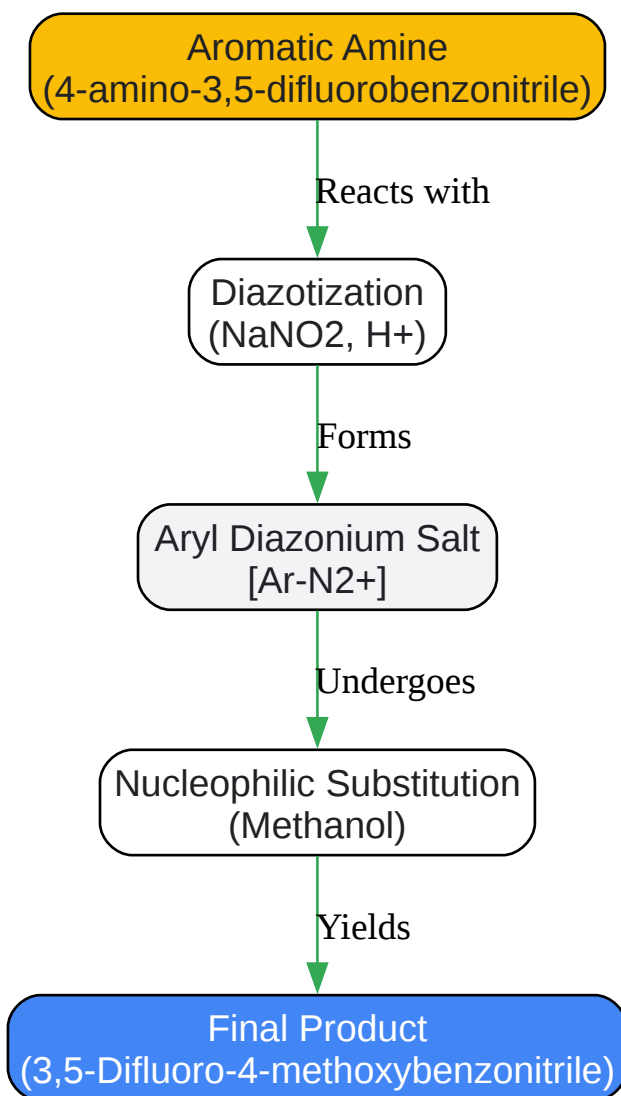 Aromatic Amine
(4-amino-3,5-difluorobenzonitrile)
Reacts with
Diazotization
(NaNO2, H+)
Forms
Aryl Diazonium Salt
[Ar-N2+]
Undergoes
Nucleophilic Substitution
(Methanol)
Yields
Final Product
(3,5-Difluoro-4-methoxybenzonitrile)